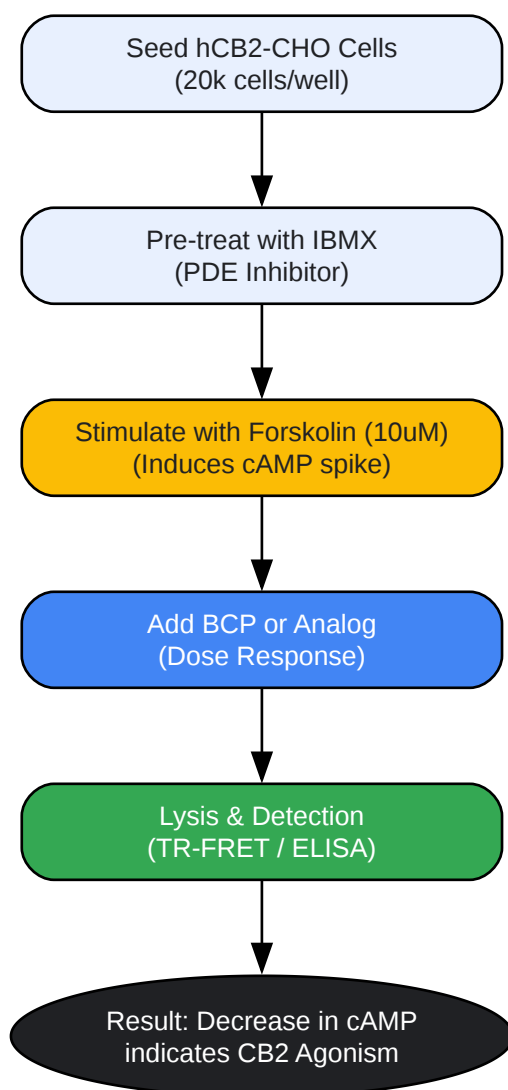 Seed hCB2-CHO Cells
(20k cells/well)
Pre-treat with IBMX
(PDE Inhibitor)
Stimulate with Forskolin (10uM)
(Induces cAMP spike)
Add BCP or Analog
(Dose Response)
Lysis & Detection
(TR-FRET / ELISA)
Result: Decrease in cAMP
indicates CB2 Agonism